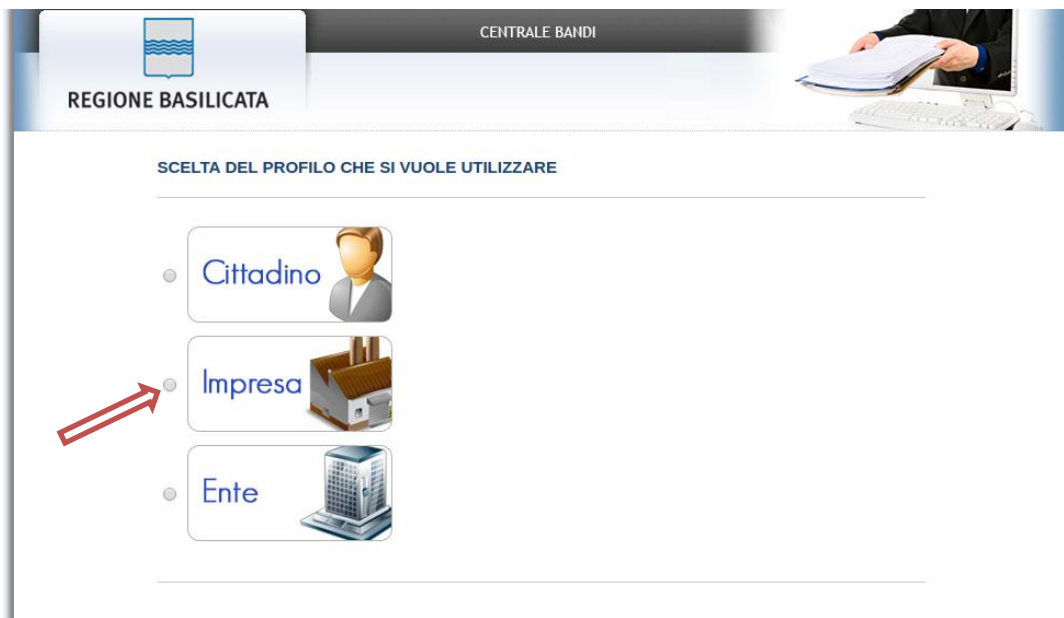 CENTRALE BANDI
REGIONE BASILICATA
SCELTA DEL PROFILO CHE SI VUOLE UTILIZZARE
Cittadino
Impresa
Ente